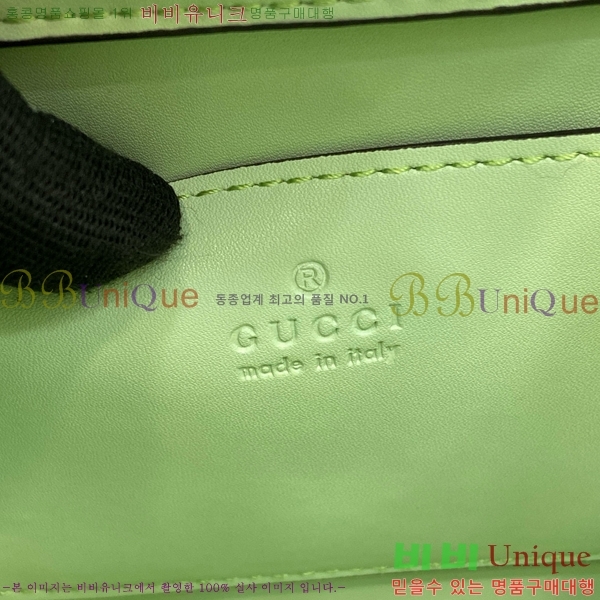 홍콩명품쇼핑몰1위 비비유니크 명품구매대행
BBUniQue 동종업계 최고의 품질 NO.1 BBUniQue
®
GUCCI
made in italy
비비 Unique
믿을수 있는 명품구매대행
-본 이미지는 비비유니크에서 촬영한 100% 실사 이미지 입니다.-